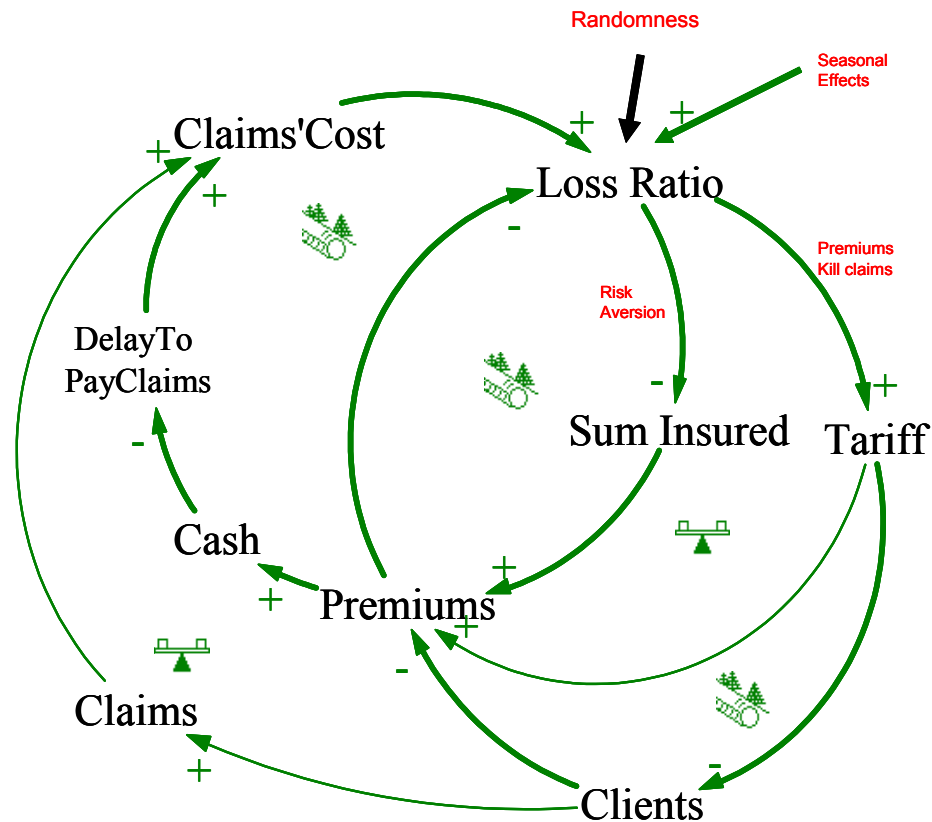 Randomness
Seasonal
Effects
+
+
Claims'Cost
+
+
Loss Ratio
-
Premiums
Kill claims
Risk
Aversion
DelayTo
PayClaims
-
+
Sum Insured
Tariff
-
Cash
+
+
Premiums
+
-
Claims
+
-
Clients